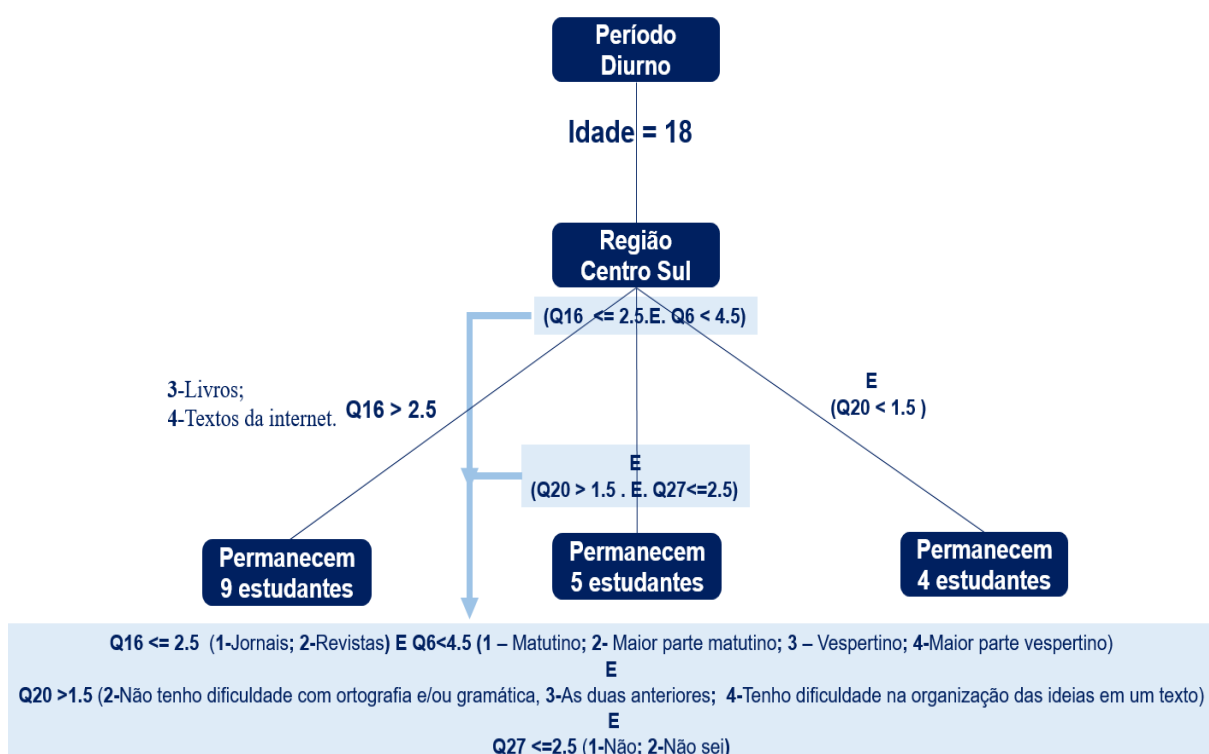 Período
Diurno
Idade = 18
Região
Centro Sul
(Q16 <= 2.5.E. Q6 < 4.5)
3-Livros;
4-Textos da internet.
Q16 > 2.5
E
(Q20 < 1.5 )
E
(Q20 > 1.5 . E. Q27<=2.5)
Permanecem
9 estudantes
Permanecem
5 estudantes
Permanecem
4 estudantes
Q16 <= 2.5 (1-Jornais; 2-Revistas) E Q6<4.5 (1 – Matutino; 2- Maior parte matutino; 3 – Vespertino; 4-Maior parte vespertino)
E
Q20 >1.5 (2-Não tenho dificuldade com ortografia e/ou gramática, 3-As duas anteriores; 4-Tenho dificuldade na organização das ideias em um texto)
E
Q27 <=2.5 (1-Não; 2-Não sei)